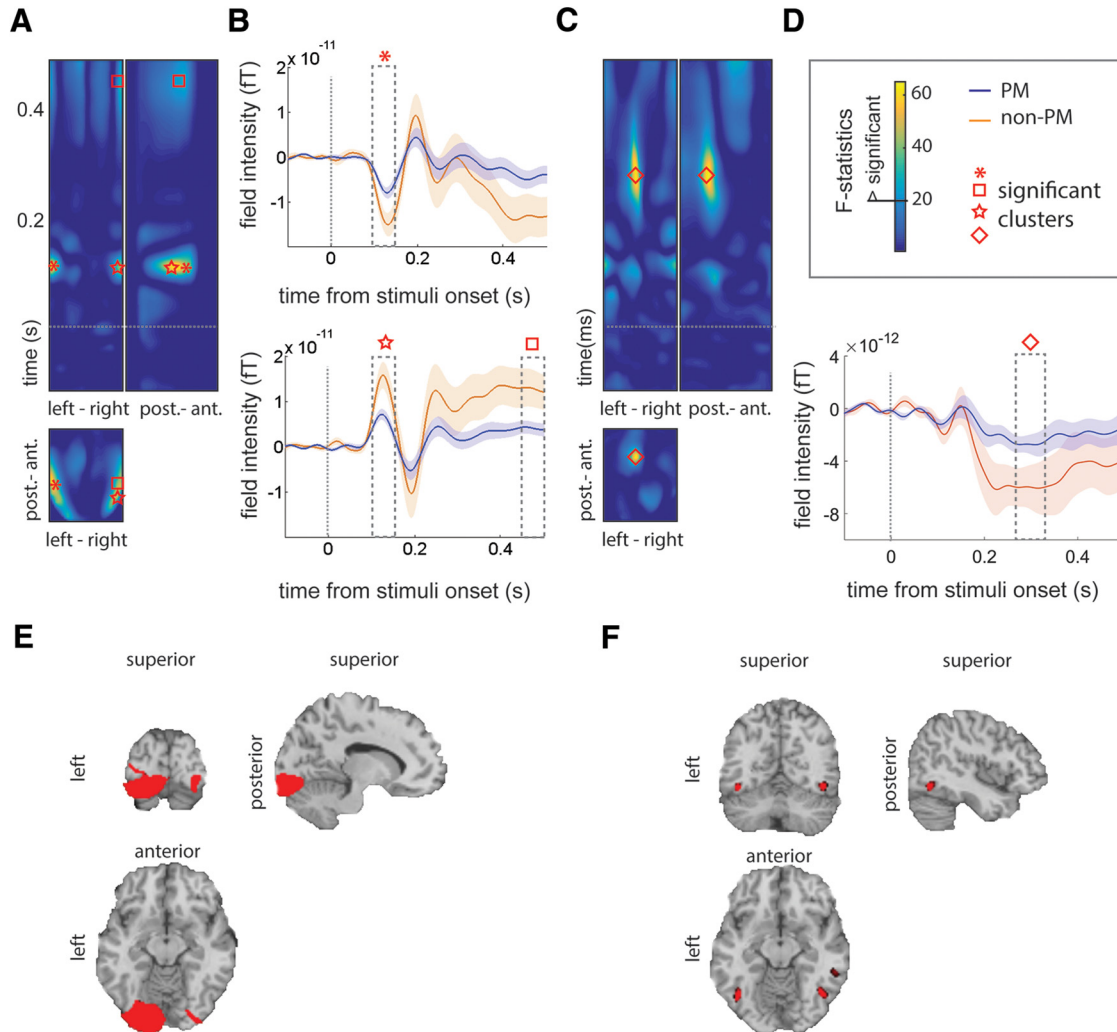 A
0.4
0.2
time (s)
left - right
post.- ant.
post.- ant.
left - right
B
2 x 10⁻¹¹
*
1
0
-1
field intensity (fT)
0
0.2
0.4
time from stimuli onset (s)
2 x 10⁻¹¹
1
0
-1
field intensity (fT)
0
0.2
0.4
time from stimuli onset (s)
C
time(ms)
left - right
post.- ant.
post.- ant.
left - right
D
F-statistics
significant
60
40
20
PM
non-PM
*
significant
clusters
4 ×10⁻¹²
0
-4
-8
field intensity (fT)
0
0.2
0.4
time from stimuli onset (s)
E
superior
superior
left
posterior
anterior
left
F
superior
superior
left
posterior
anterior
left